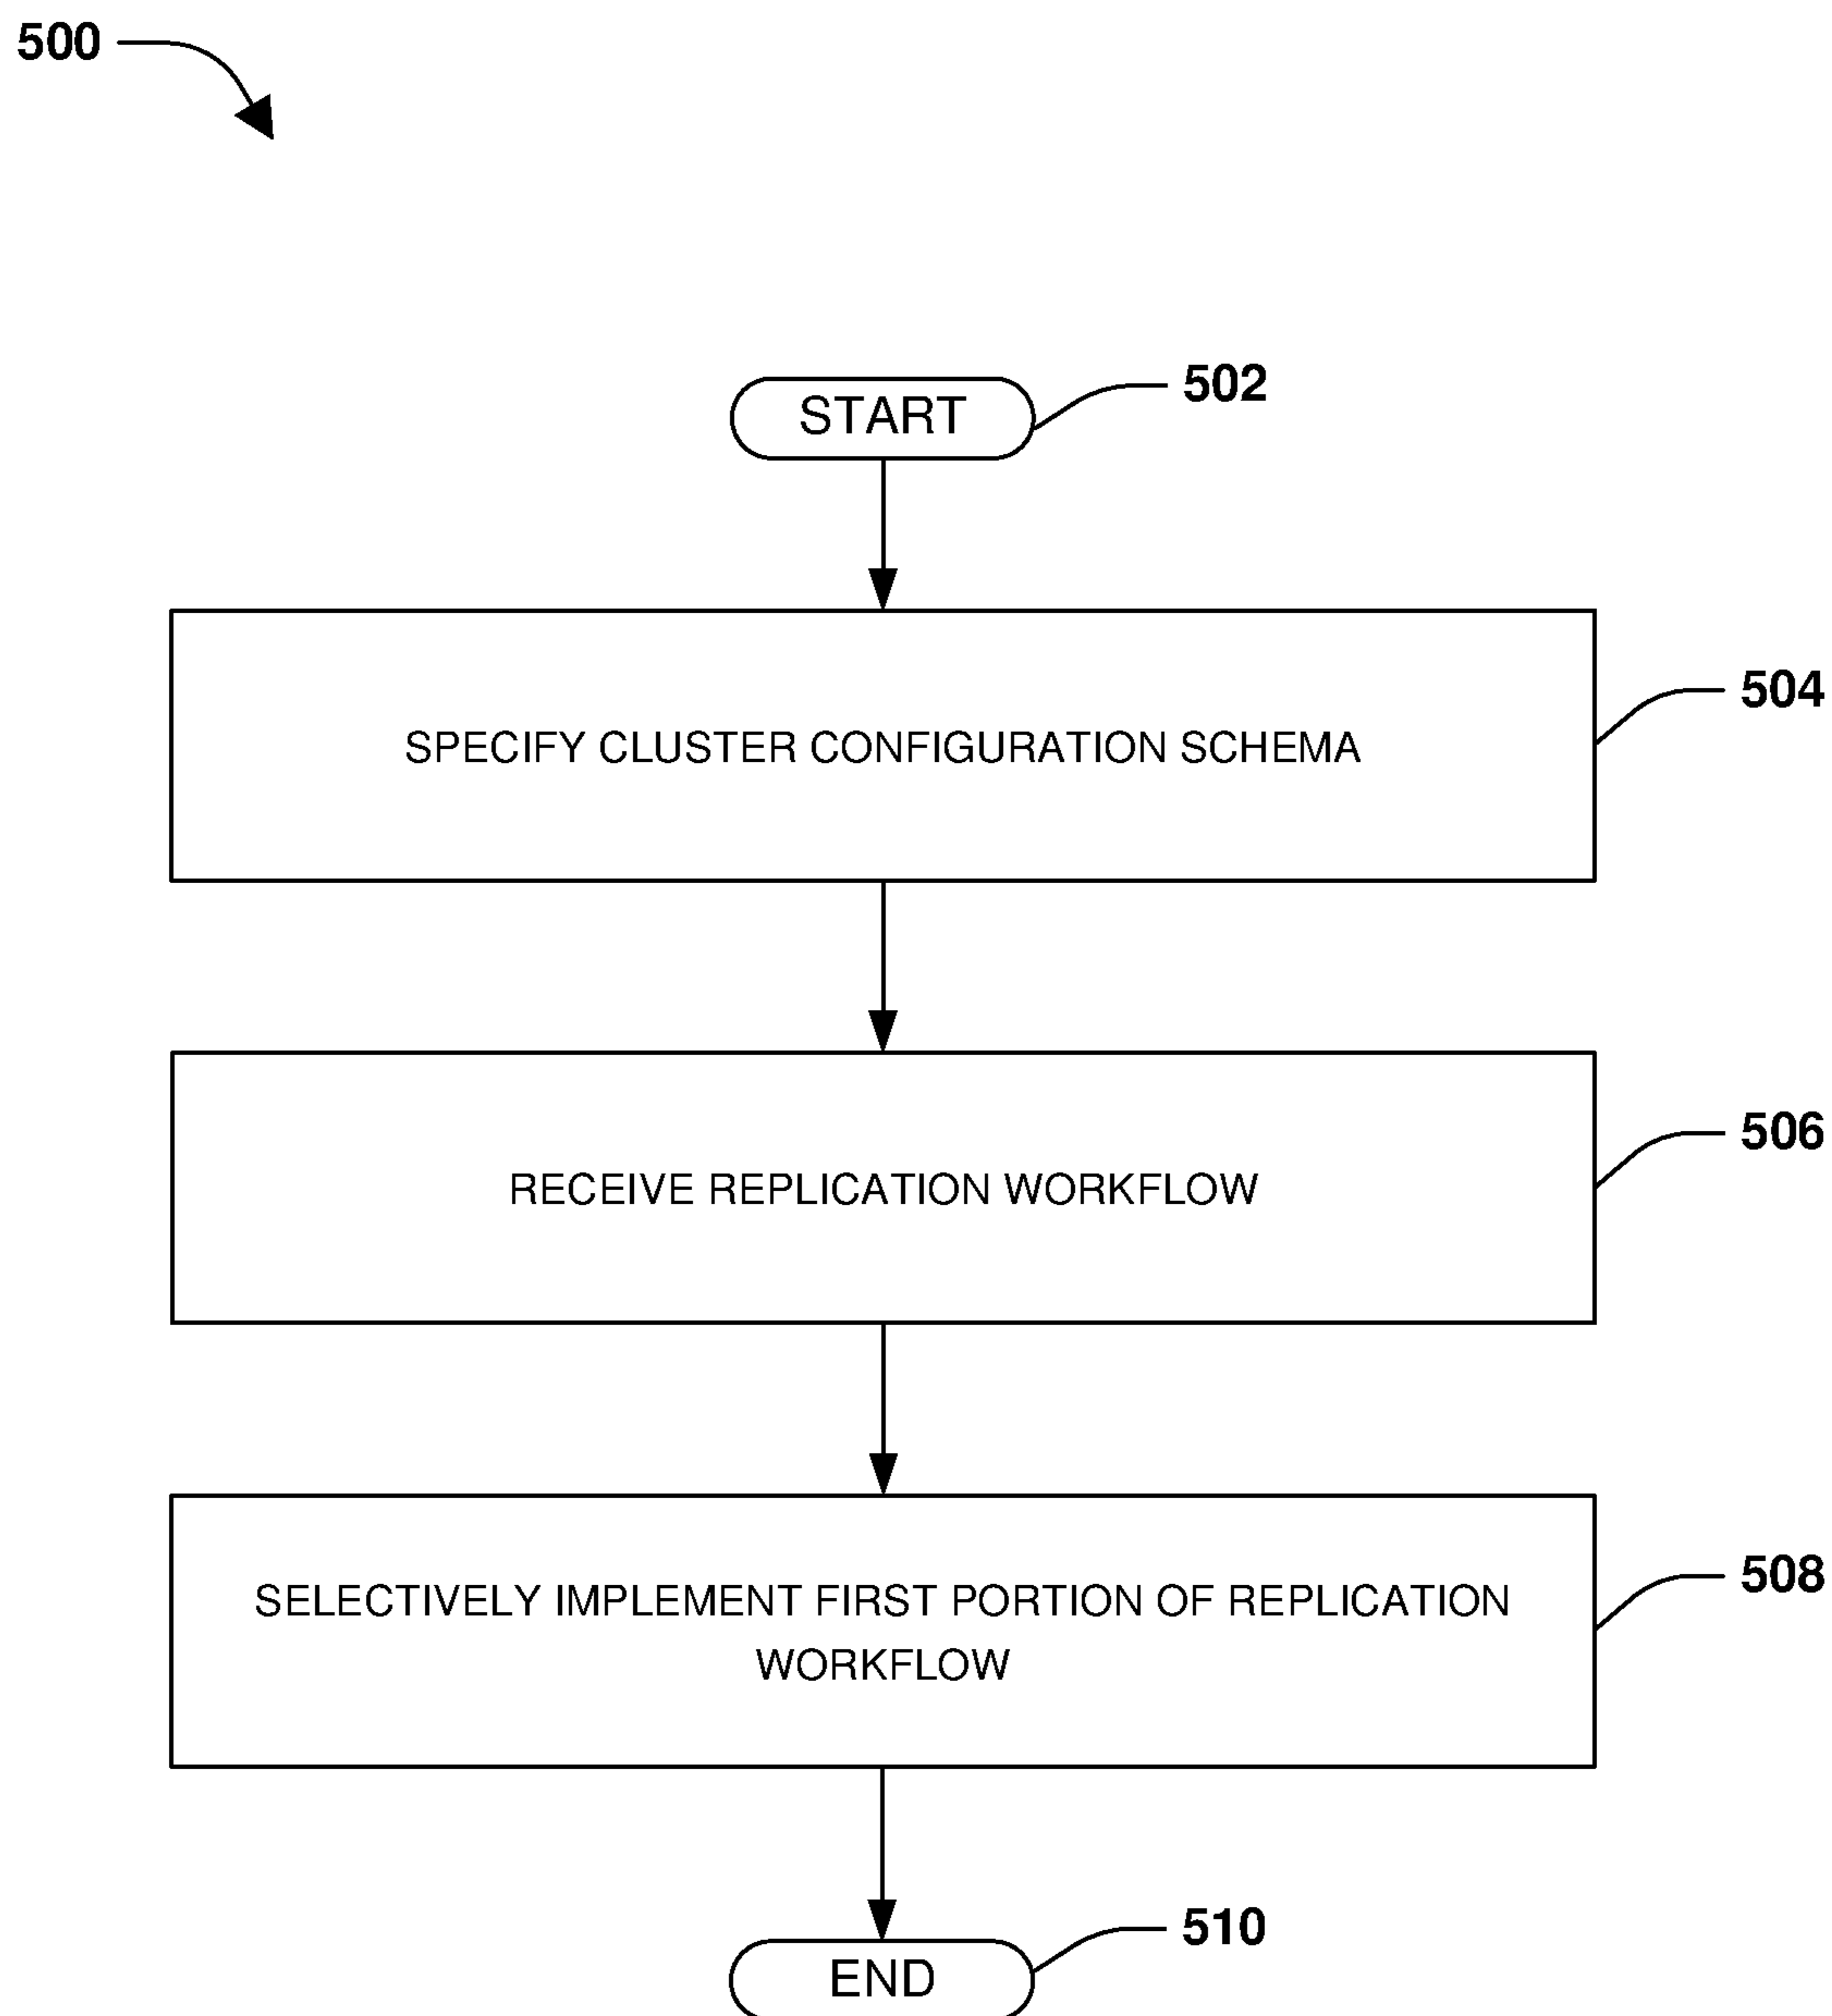 500
START
502
SPECIFY CLUSTER CONFIGURATION SCHEMA
504
RECEIVE REPLICATION WORKFLOW
506
SELECTIVELY IMPLEMENT FIRST PORTION OF REPLICATION
WORKFLOW
508
END
510